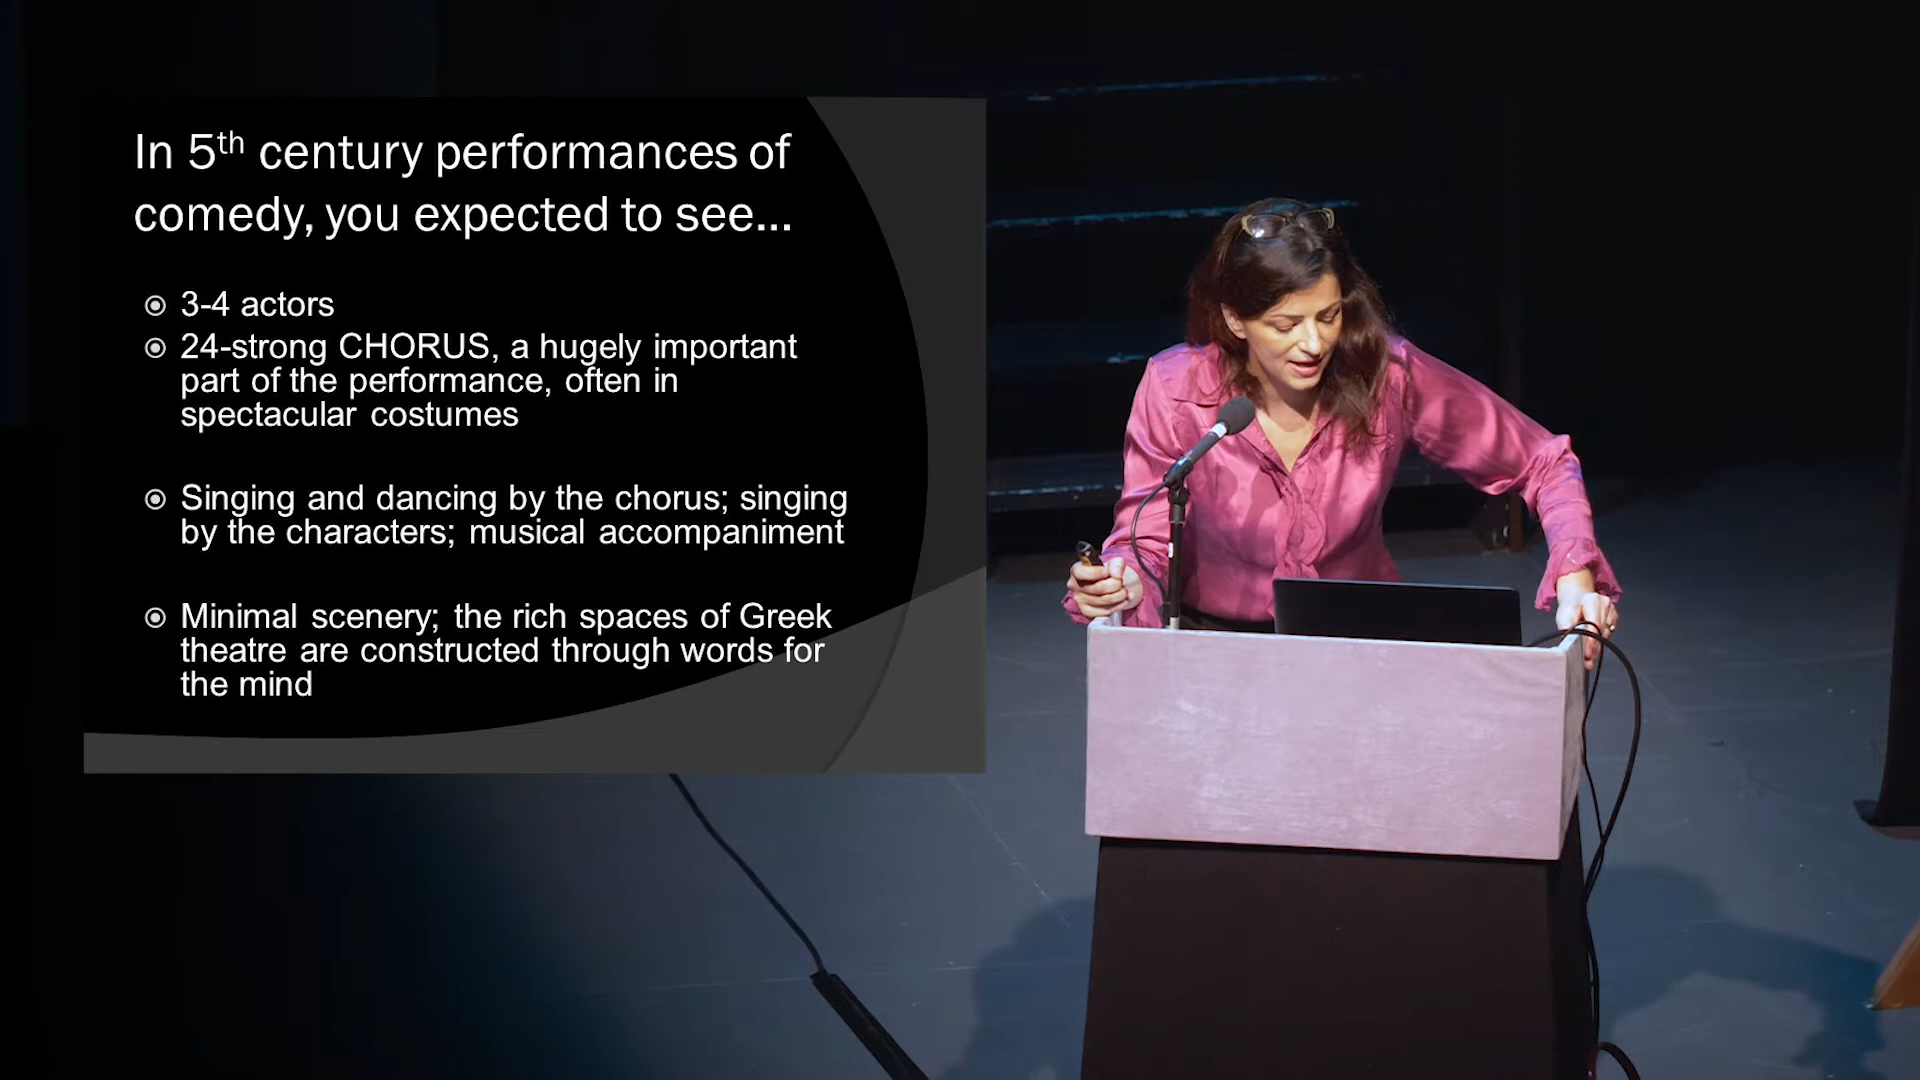 In 5th century performances of
comedy, you expected to see...
3-4 actors
24-strong CHORUS, a hugely important
part of the performance, often in
spectacular costumes
Singing and dancing by the chorus; singing
by the characters; musical accompaniment
Minimal scenery; the rich spaces of Greek
theatre are constructed through words for
the mind